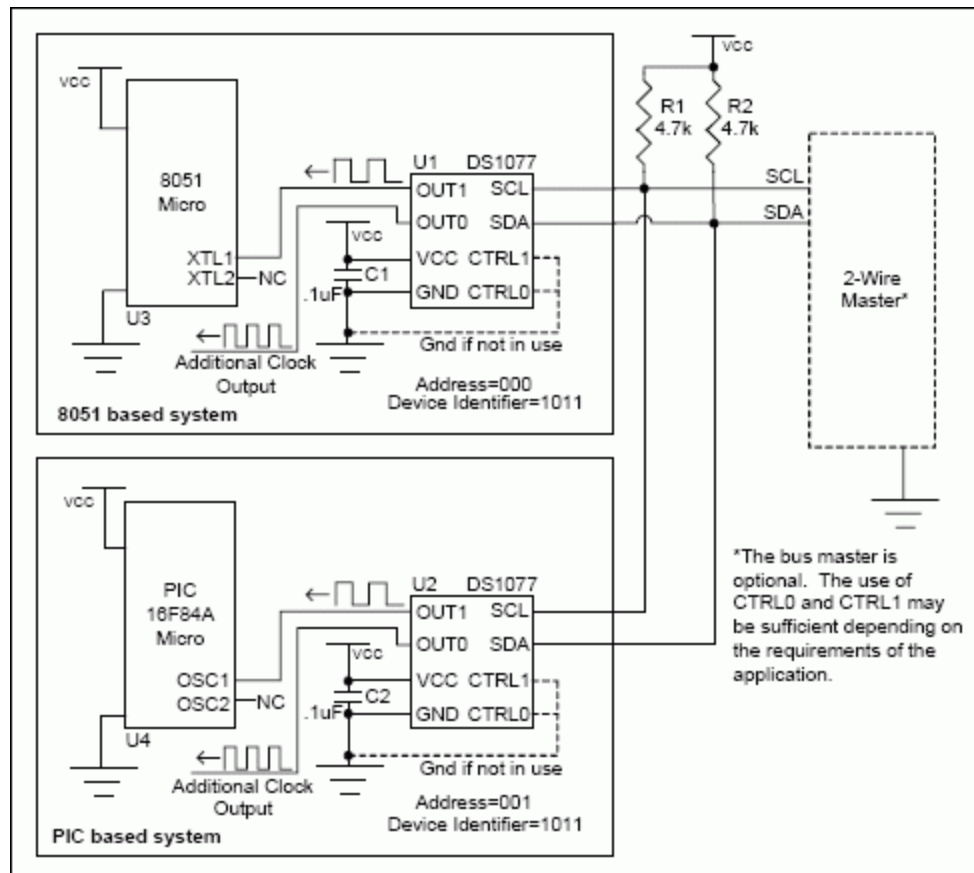 vcc
8051
Micro
XTL1
XTL2
NC
U3
U1 DS1077
OUT1 SCL
OUT0 SDA
vcc
VCC CTRL1
GND CTRL0
C1
.1uF
Gnd if not in use
Additional Clock
Output
Address=000
Device Identifier=1011
8051 based system
vcc
R1
4.7k
R2
4.7k
SCL
SDA
2-Wire
Master*
*The bus master is
optional. The use of
CTRL0 and CTRL1 may
be sufficient depending on
the requirements of the
application.
vcc
PIC
16F84A
Micro
OSC1
OSC2
NC
U4
U2 DS1077
OUT1 SCL
OUT0 SDA
vcc
VCC CTRL1
GND CTRL0
C2
.1uF
Gnd if not in use
Additional Clock
Output
Address=001
Device Identifier=1011
PIC based system